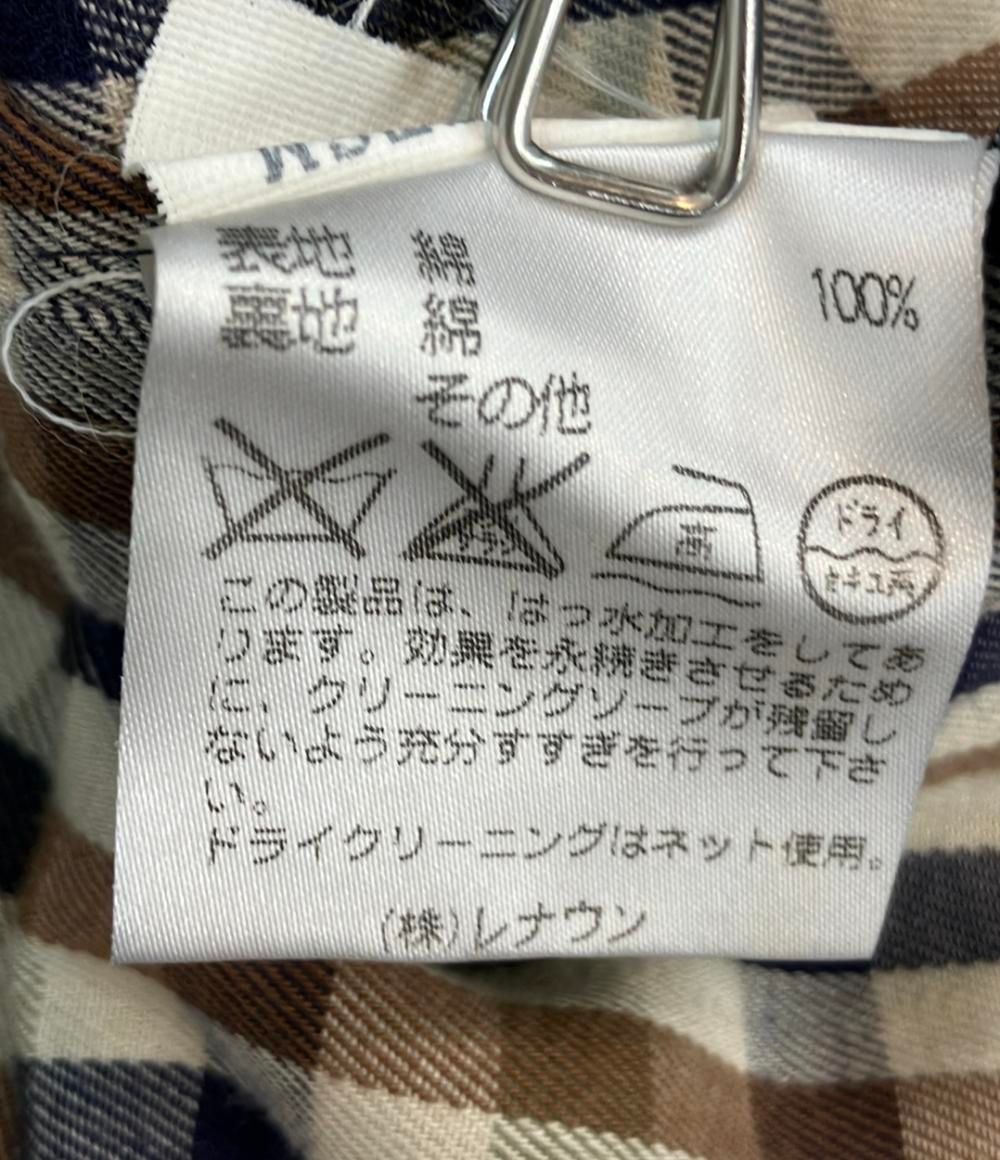 表地 綿 100%
裏地 綿
その他
高
ドライ
セキユ系
この製品は、はっ水加工をしてあ
ります。効果を永続きさせるため
に、クリーニングソープが残留し
ないよう充分すすぎを行って下さ
い。
ドライクリーニングはネット使用。
(株)レナウン